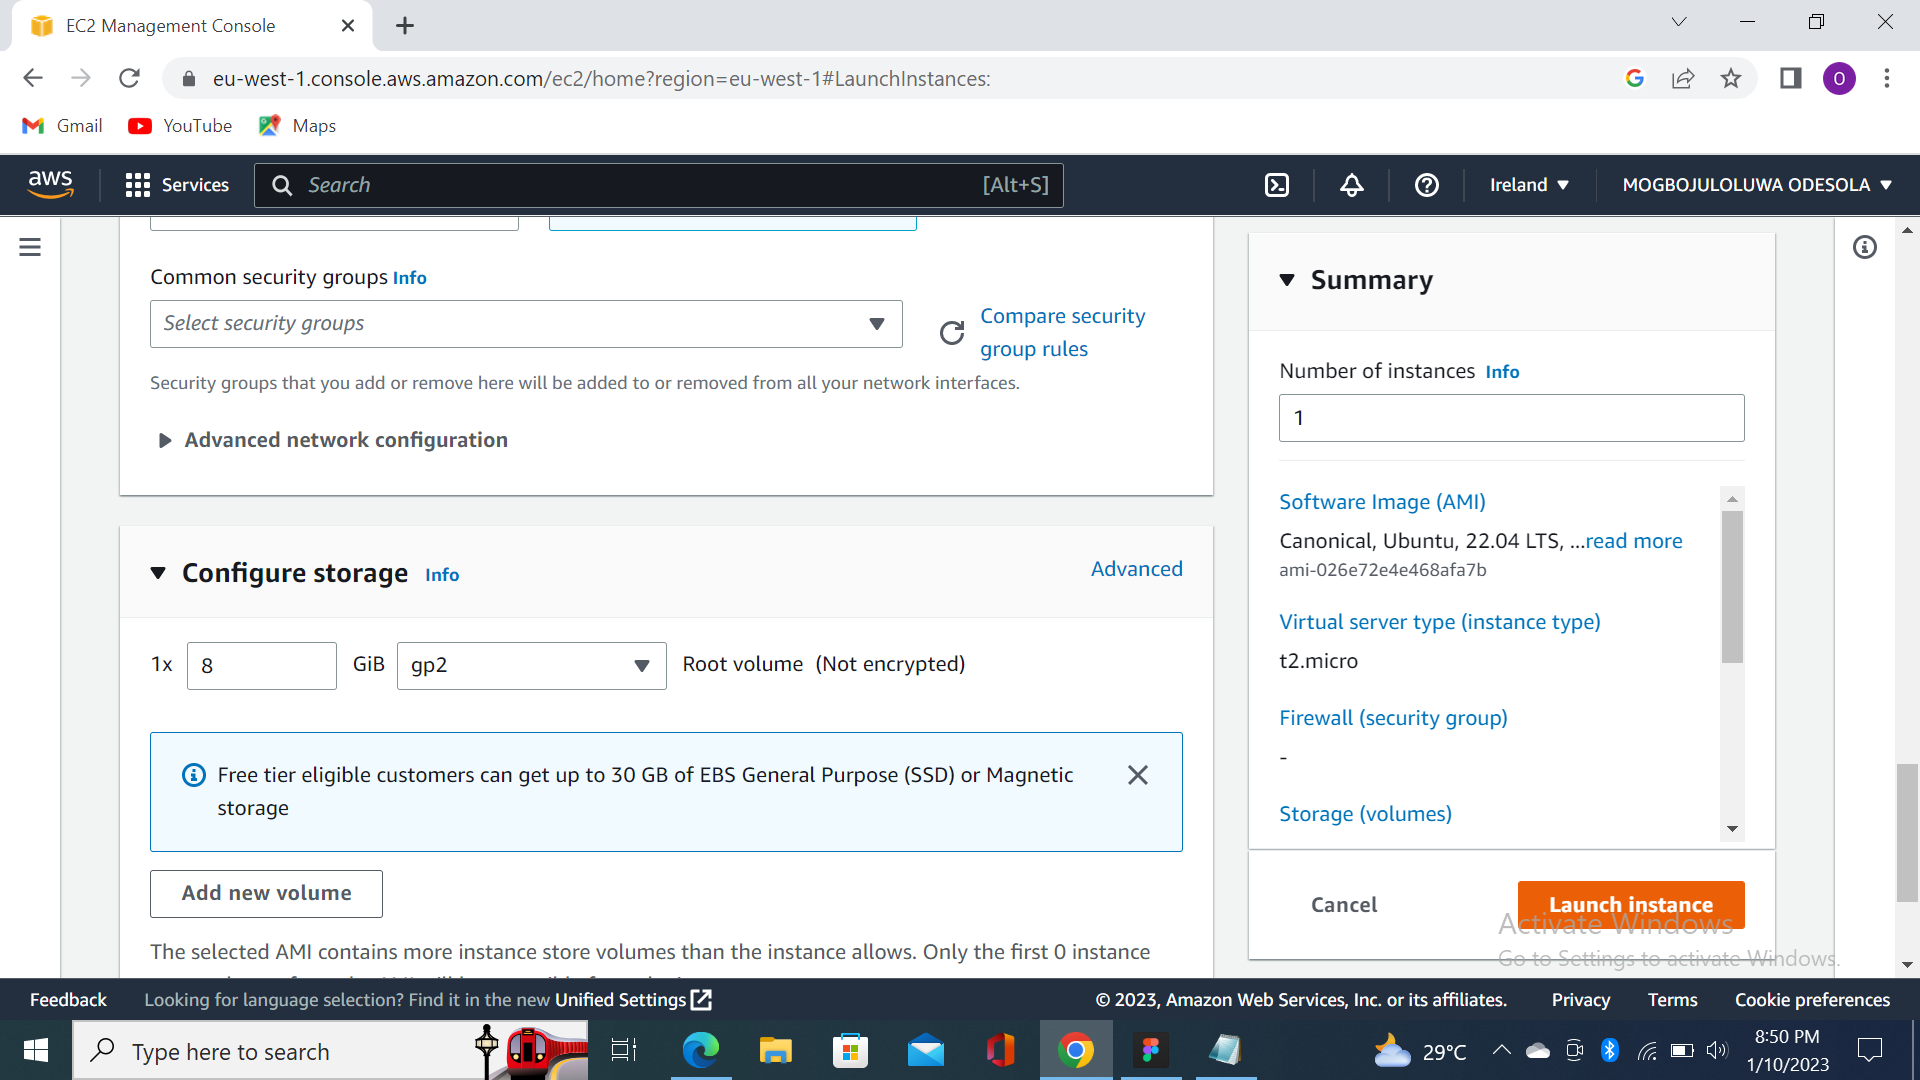 EC2 Management Console
eu-west-1.console.aws.amazon.com/ec2/home?region=eu-west-1#LaunchInstances:
O
Gmail
YouTube
Maps
aws
Services
Search
[Alt+S]
Ireland
MOGBOJULOLUWA ODESOLA
Common security groups Info
Select security groups
Compare security
group rules
Security groups that you add or remove here will be added to or removed from all your network interfaces.
Advanced network configuration
Configure storage Info
Advanced
1x 8 GiB gp2 Root volume (Not encrypted)
Free tier eligible customers can get up to 30 GB of EBS General Purpose (SSD) or Magnetic
storage
Add new volume
The selected AMI contains more instance store volumes than the instance allows. Only the first 0 instance
Summary
Number of instances Info
1
Software Image (AMI)
Canonical, Ubuntu, 22.04 LTS, ...read more
ami-026e72e4e468afa7b
Virtual server type (instance type)
t2.micro
Firewall (security group)
-
Storage (volumes)
Cancel
Launch instance
Activate Windows
Go to Settings to activate Windows.
Feedback
Looking for language selection? Find it in the new Unified Settings
© 2023, Amazon Web Services, Inc. or its affiliates.
Privacy
Terms
Cookie preferences
Type here to search
29°C
8:50 PM
1/10/2023